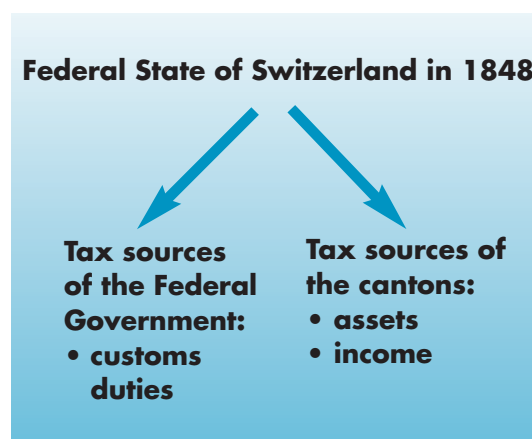 Federal State of Switzerland in 1848
Tax sources
of the Federal
Government:
• customs
duties
Tax sources of
the cantons:
• assets
• income